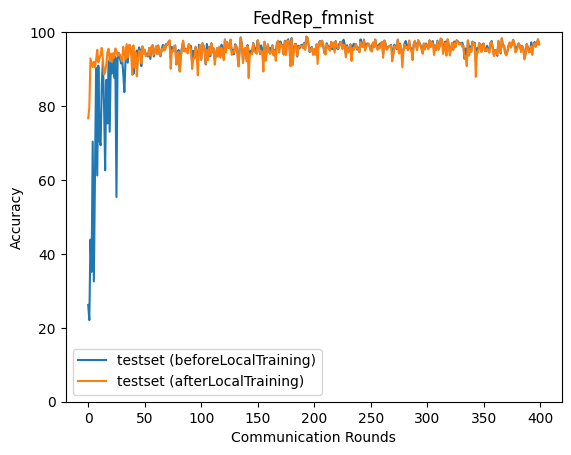 FedRep_fmnist
100
80
60
40
20
0
Accuracy
testset (beforeLocalTraining)
testset (afterLocalTraining)
0 50 100 150 200 250 300 350 400
Communication Rounds